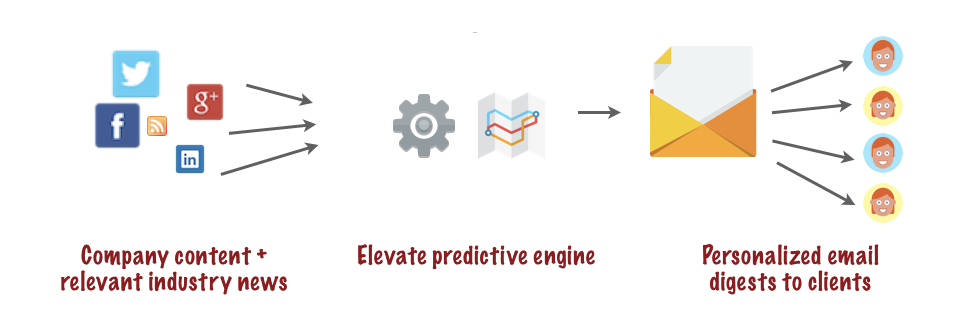 f
g+
in
Company content +
relevant industry news
Elevate predictive engine
Personalized email
digests to clients